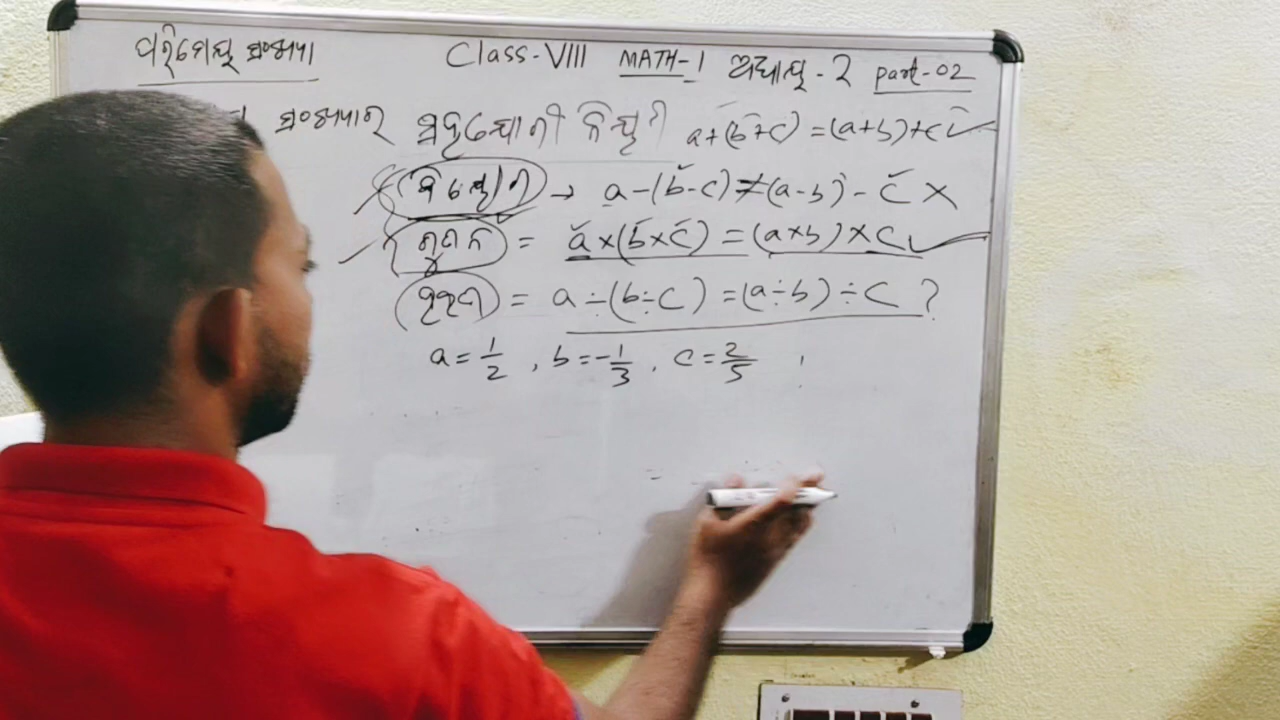 ପରିମେୟ ସଂଖ୍ୟା Class-VIII MATH-1 ଅଧ୍ୟାୟ-2 part-02
ସଂଖ୍ୟାର ସହଯୋଗୀ ନିୟମ a+(b+c)=(a+b)+c ✓
(ବିୟୋଗ) → a-(b-c)≠(a-b)-c ×
(ଗୁଣନ) = a×(b×c)=(a×b)×c ✓
(ହରଣ) = a÷(b÷c)=(a÷b)÷c ?
a=1/2, b=-1/3, c=2/5